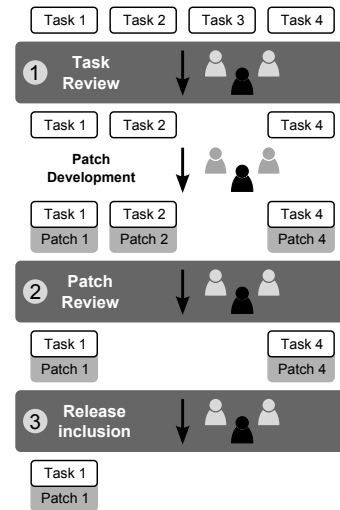 Task 1 Task 2 Task 3 Task 4
1 Task
Review
Task 1 Task 2 Task 4
Patch
Development
Task 1 Task 2 Task 4
Patch 1 Patch 2 Patch 4
2 Patch
Review
Task 1 Task 4
Patch 1 Patch 4
3 Release
inclusion
Task 1
Patch 1